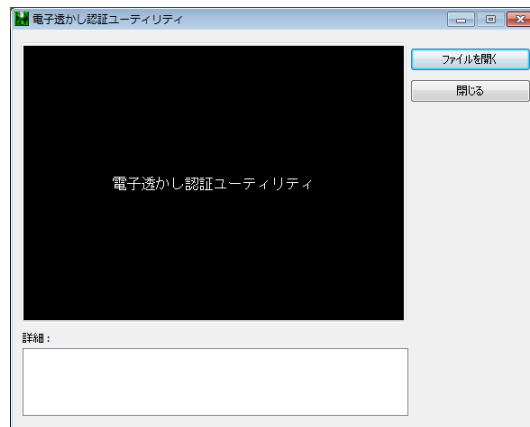 電子透かし認証ユーティリティ
ファイルを開く
閉じる
電子透かし認証ユーティリティ
詳細：